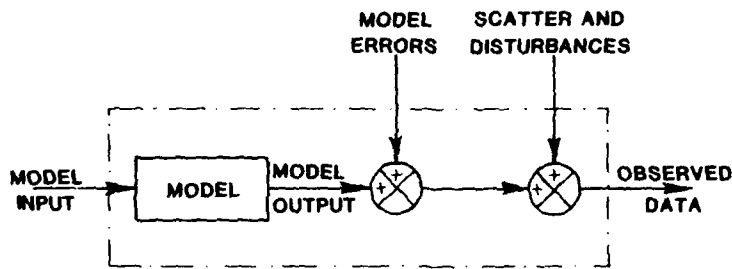 MODEL
ERRORS
SCATTER AND
DISTURBANCES
MODEL
INPUT
MODEL
MODEL
OUTPUT
+
+
+
+
OBSERVED
DATA